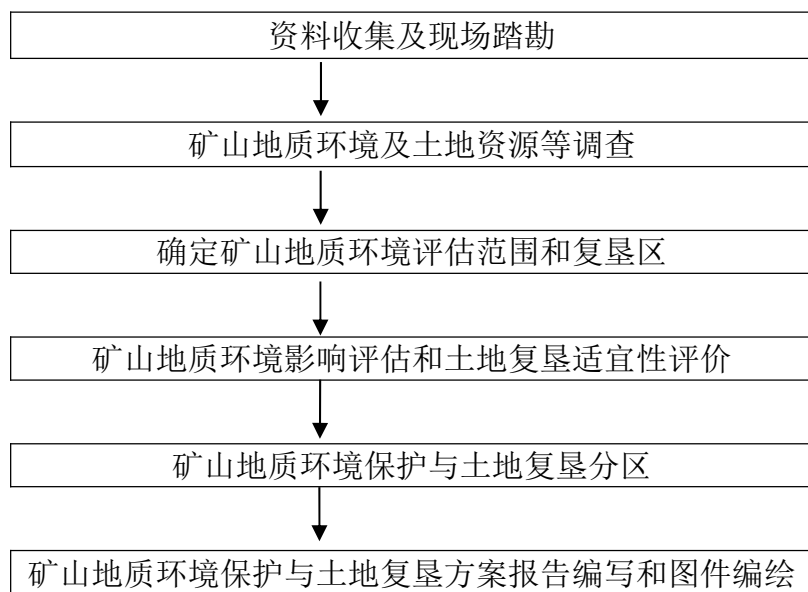 资料收集及现场踏勘
矿山地质环境及土地资源等调查
确定矿山地质环境评估范围和复垦区
矿山地质环境影响评估和土地复垦适宜性评价
矿山地质环境保护与土地复垦分区
矿山地质环境保护与土地复垦方案报告编写和图件编绘